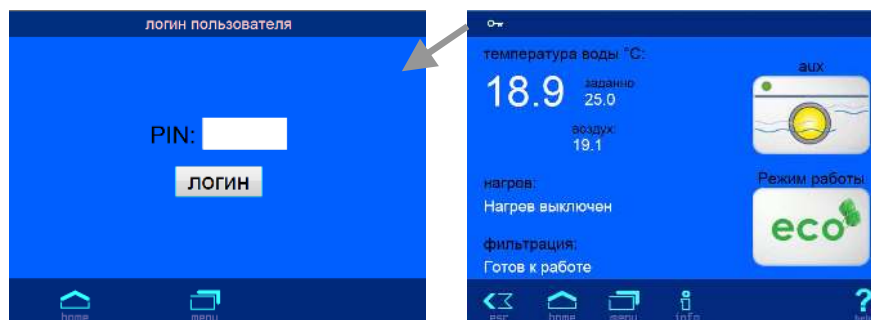 логин пользователя
PIN:
логин
home
menu
температура воды °C:
18.9
заданно
25.0
воздух:
19.1
нагрев:
Нагрев выключен
фильтрация:
Готов к работе
aux
Режим работы
eco
esc
home
menu
info
help